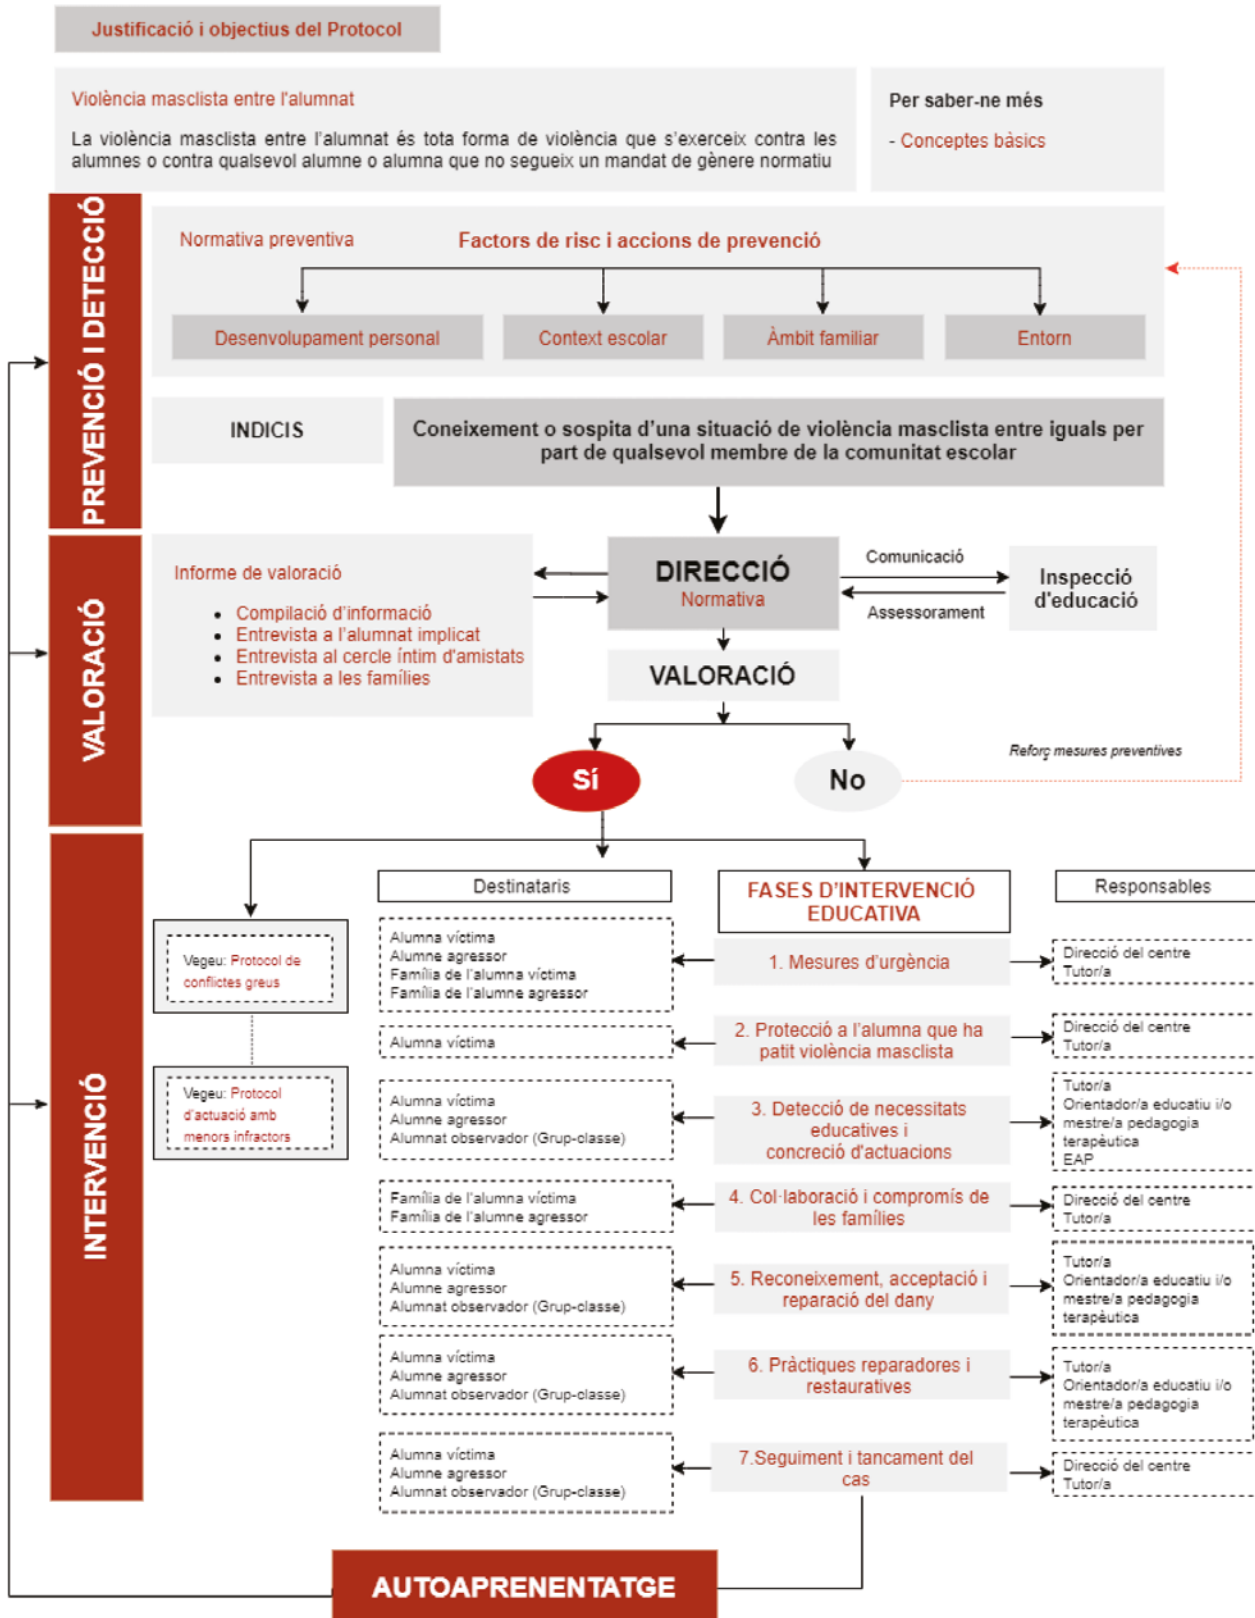 Justificació i objectius del Protocol
Violència masclista entre l'alumnat
La violència masclista entre l'alumnat és tota forma de violència que s'exerceix contra les
alumnes o contra qualsevol alumne o alumna que no segueix un mandat de gènere normatiu
Per saber-ne més
- Conceptes bàsics
PREVENCIÓ I DETECCIÓ
Normativa preventiva
Factors de risc i accions de prevenció
Desenvolupament personal
Context escolar
Àmbit familiar
Entorn
INDICIS
Coneixement o sospita d'una situació de violència masclista entre iguals per
part de qualsevol membre de la comunitat escolar
VALORACIÓ
Informe de valoració
• Compilació d'informació
• Entrevista a l'alumnat implicat
• Entrevista al cercle íntim d'amistats
• Entrevista a les famílies
DIRECCIÓ
Normativa
Comunicació
Assessorament
Inspecció
d'educació
VALORACIÓ
Sí
No
Reforç mesures preventives
INTERVENCIÓ
Vegeu: Protocol de
conflictes greus
Vegeu: Protocol
d'actuació amb
menors infractors
Destinataris
FASES D'INTERVENCIÓ
EDUCATIVA
Responsables
Alumna víctima
Alumne agressor
Família de l'alumna víctima
Família de l'alumne agressor
1. Mesures d'urgència
Direcció del centre
Tutor/a
Alumna víctima
2. Protecció a l'alumna que ha
patit violència masclista
Direcció del centre
Tutor/a
Alumna víctima
Alumne agressor
Alumnat observador (Grup-classe)
3. Detecció de necessitats
educatives i
concreció d'actuacions
Tutor/a
Orientador/a educatiu i/o
mestre/a pedagogia
terapèutica
EAP
Família de l'alumna víctima
Família de l'alumne agressor
4. Col·laboració i compromís de
les famílies
Direcció del centre
Tutor/a
Alumna víctima
Alumne agressor
Alumnat observador (Grup-classe)
5. Reconeixement, acceptació i
reparació del dany
Tutor/a
Orientador/a educatiu i/o
mestre/a pedagogia
terapèutica
Alumna víctima
Alumne agressor
Alumnat observador (Grup-classe)
6. Pràctiques reparadores i
restauratives
Tutor/a
Orientador/a educatiu i/o
mestre/a pedagogia
terapèutica
Alumna víctima
Alumne agressor
Alumnat observador (Grup-classe)
7.Seguiment i tancament del
cas
Direcció del centre
Tutor/a
AUTOAPRENENTATGE